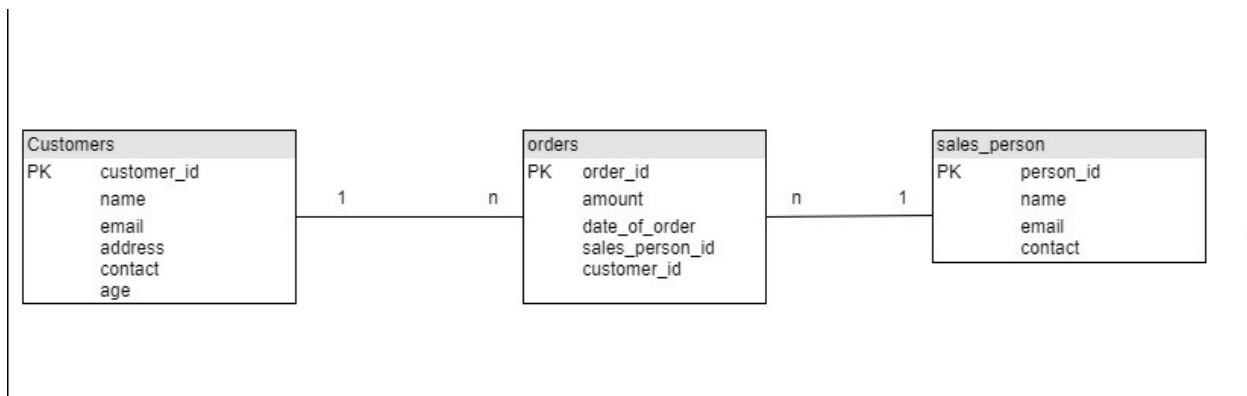 Customers
PK customer_id
name
email
address
contact
age
1
n
orders
PK order_id
amount
date_of_order
sales_person_id
customer_id
n
1
sales_person
PK person_id
name
email
contact